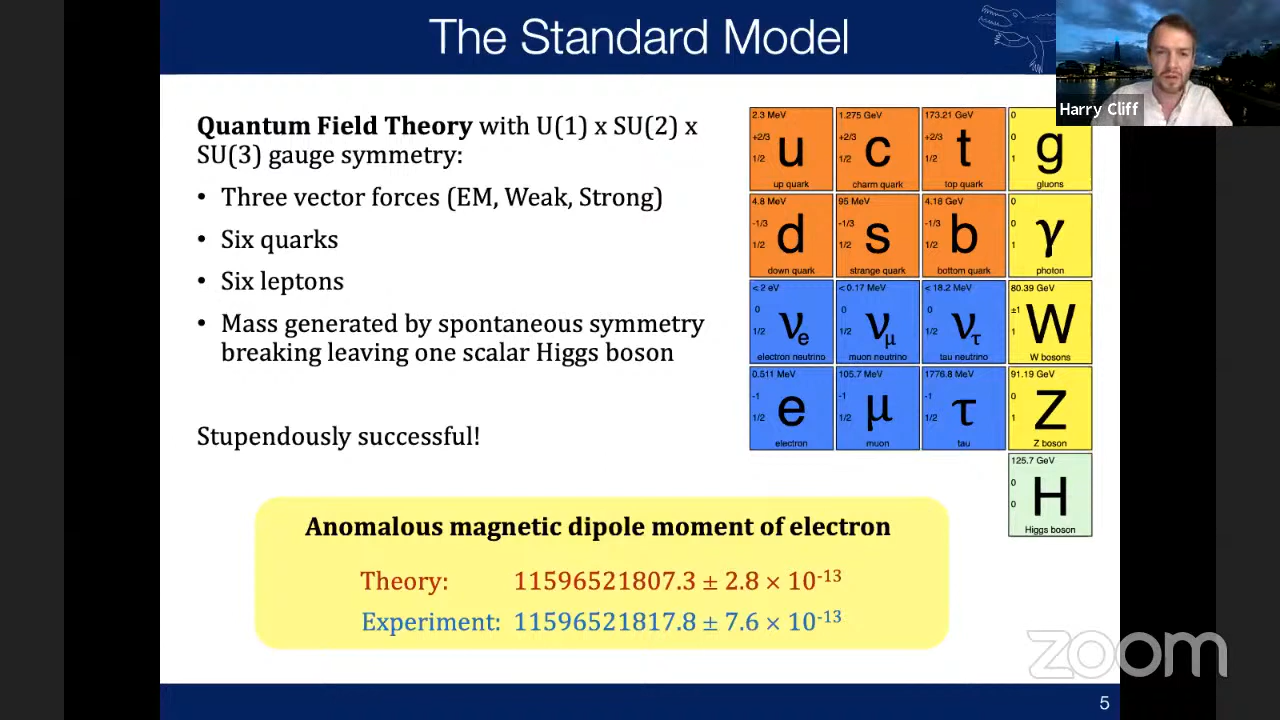 The Standard Model
Harry Cliff
Quantum Field Theory with U(1) x SU(2) x
SU(3) gauge symmetry:
• Three vector forces (EM, Weak, Strong)
• Six quarks
• Six leptons
• Mass generated by spontaneous symmetry
breaking leaving one scalar Higgs boson
Stupendously successful!
2.3 MeV
+2/3
1/2
u
up quark
1.275 GeV
+2/3
1/2
c
charm quark
173.21 GeV
+2/3
1/2
t
top quark
0
0
1
g
gluons
4.8 MeV
-1/3
1/2
d
down quark
95 MeV
-1/3
1/2
s
strange quark
4.18 GeV
-1/3
1/2
b
bottom quark
0
0
1
γ
photon
< 2 eV
0
1/2
νe
electron neutrino
< 0.17 MeV
0
1/2
νμ
muon neutrino
< 18.2 MeV
0
1/2
ντ
tau neutrino
80.39 GeV
±1
1
W
W bosons
0.511 MeV
-1
1/2
e
electron
105.7 MeV
-1
1/2
μ
muon
1776.8 MeV
-1
1/2
τ
tau
91.19 GeV
0
1
Z
Z boson
125.7 GeV
0
0
H
Higgs boson
Anomalous magnetic dipole moment of electron
Theory: 11596521807.3 ± 2.8 × 10⁻¹³
Experiment: 11596521817.8 ± 7.6 × 10⁻¹³
zoom
5